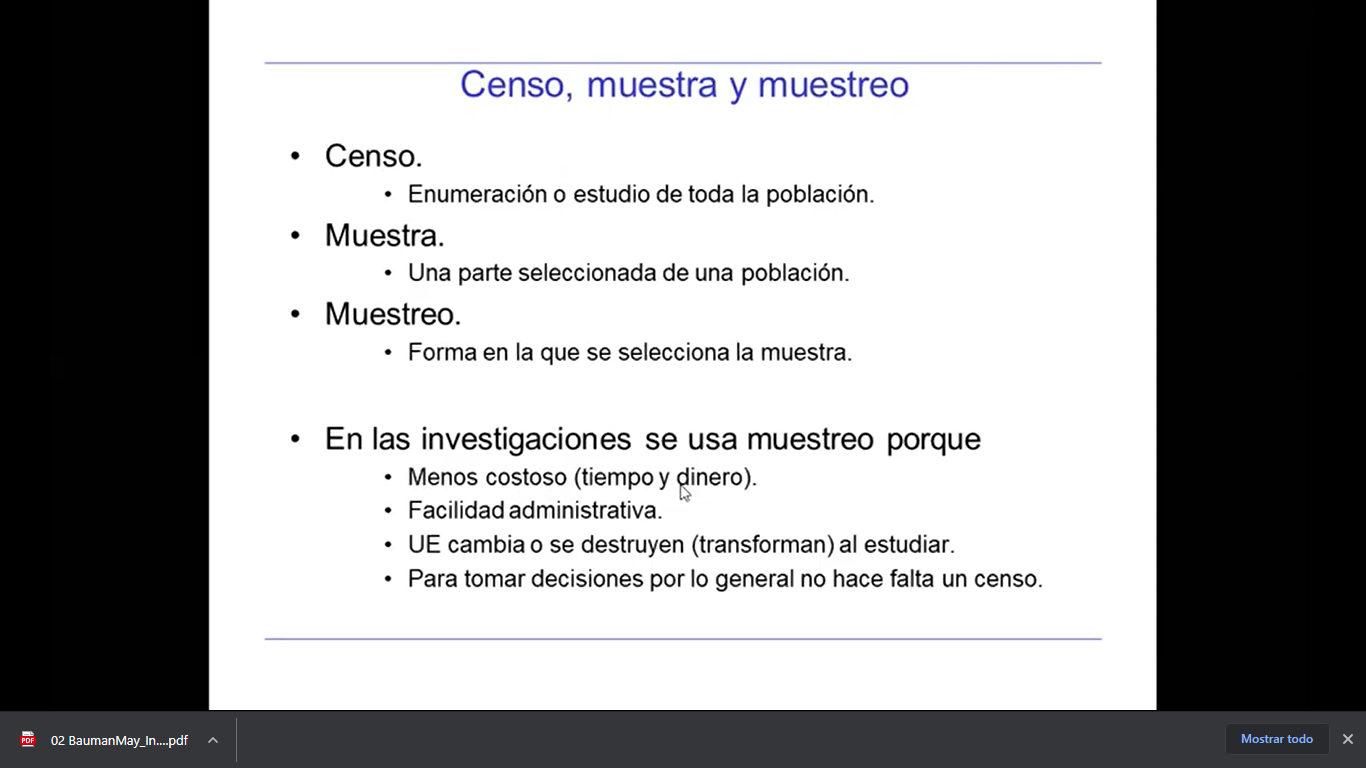 Censo, muestra y muestreo
• Censo.
• Enumeración o estudio de toda la población.
• Muestra.
• Una parte seleccionada de una población.
• Muestreo.
• Forma en la que se selecciona la muestra.
• En las investigaciones se usa muestreo porque
• Menos costoso (tiempo y dinero).
• Facilidad administrativa.
• UE cambia o se destruyen (transforman) al estudiar.
• Para tomar decisiones por lo general no hace falta un censo.
PDF
02 BaumanMay_In....pdf
Mostrar todo